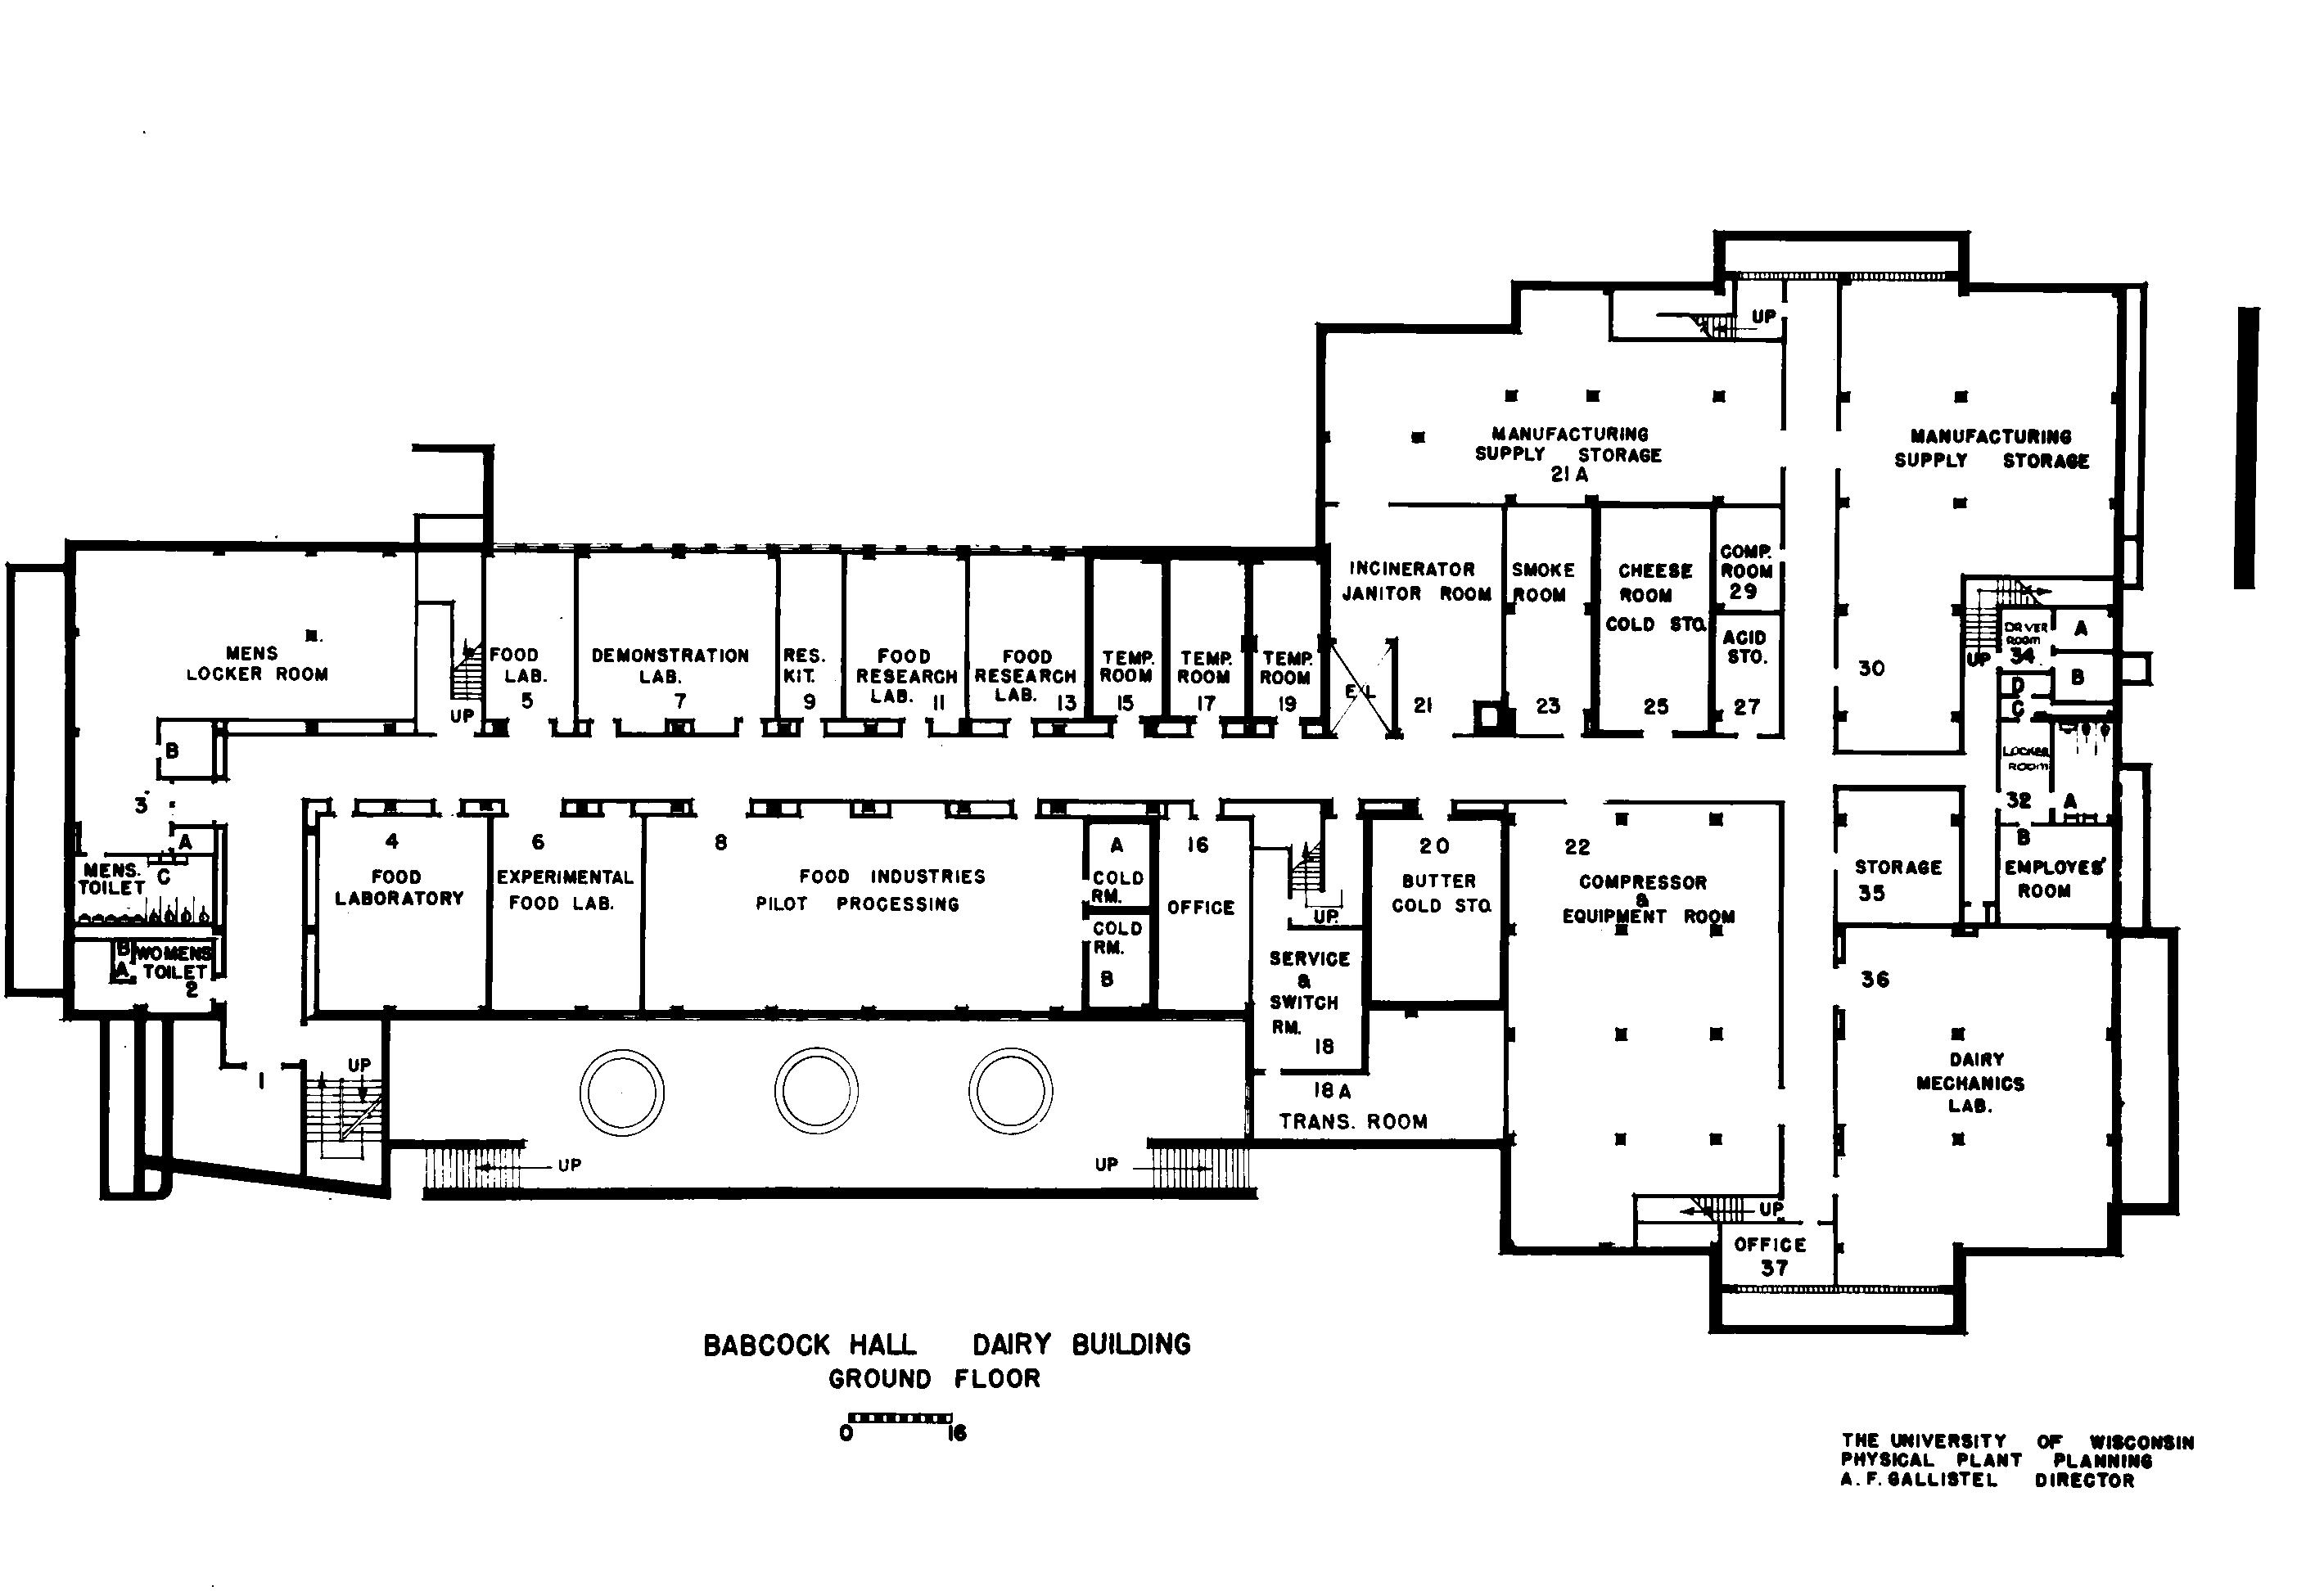 UP
MANUFACTURING
SUPPLY STORAGE
21A
MANUFACTURING
SUPPLY STORAGE
30
INCINERATOR
JANITOR ROOM
21
SMOKE
ROOM
23
CHEESE
ROOM
COLD STO.
25
COMP.
ROOM
29
ACID
STO.
27
MENS
LOCKER ROOM
3
B
A
UP
FOOD
LAB.
5
DEMONSTRATION
LAB.
7
RES.
KIT.
9
FOOD
RESEARCH
LAB. 11
FOOD
RESEARCH
LAB. 13
TEMP.
ROOM
15
TEMP.
ROOM
17
TEMP.
ROOM
19
DRIVER
ROOM
34
A
B
UP
D
C
LOCKER
ROOM
32
A
B
EMPLOYES'
ROOM
MENS.
TOILET C
WOMENS
TOILET
2
B
A
4
FOOD
LABORATORY
6
EXPERIMENTAL
FOOD LAB.
8
FOOD INDUSTRIES
PILOT PROCESSING
A
COLD
RM.
COLD
RM.
B
16
OFFICE
UP.
SERVICE
&
SWITCH
RM.
18
18A
TRANS. ROOM
20
BUTTER
COLD STO.
22
COMPRESSOR
&
EQUIPMENT ROOM
STORAGE
35
36
DAIRY
MECHANICS
LAB.
1
UP
UP
UP
UP
OFFICE
37
BABCOCK HALL DAIRY BUILDING
GROUND FLOOR
0 16
THE UNIVERSITY OF WISCONSIN
PHYSICAL PLANT PLANNING
A. F. GALLISTEL DIRECTOR